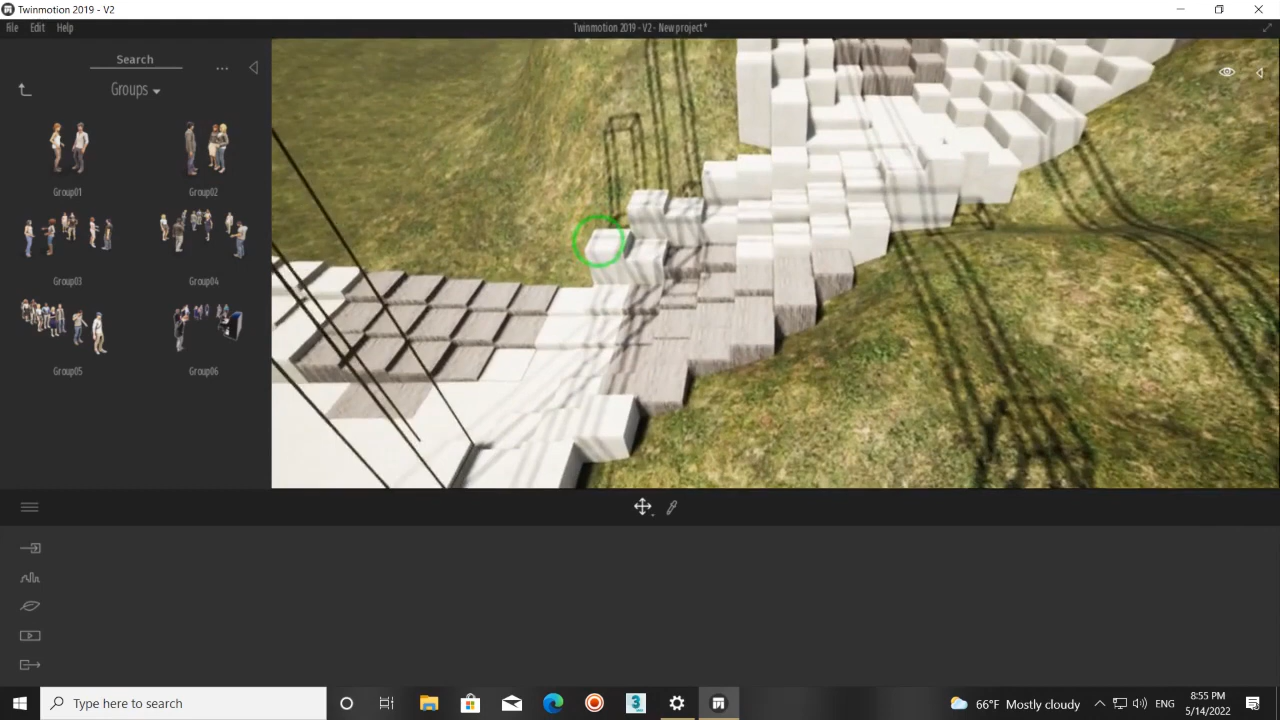 Twinmotion 2019 - V2
File Edit Help
Twinmotion 2019 - V2 - New project*
Search
...
Groups
Group01
Group02
Group03
Group04
Group05
Group06
Type here to search
3
66°F Mostly cloudy
ENG
8:55 PM
5/14/2022